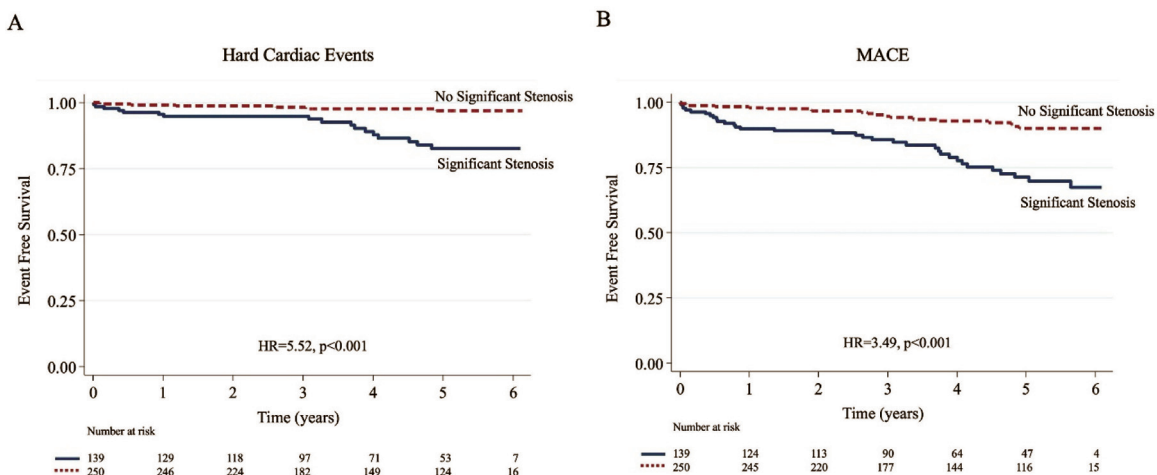 A
Hard Cardiac Events
Event Free Survival
1.00
0.75
0.50
0.25
0.00
No Significant Stenosis
Significant Stenosis
HR=5.52, p<0.001
0 1 2 3 4 5 6
Time (years)
Number at risk
139 129 118 97 71 53 7
250 246 224 182 149 124 16
B
MACE
Event Free Survival
1.00
0.75
0.50
0.25
0.00
No Significant Stenosis
Significant Stenosis
HR=3.49, p<0.001
0 1 2 3 4 5 6
Time (years)
Number at risk
139 124 113 90 64 47 4
250 245 220 177 144 116 15